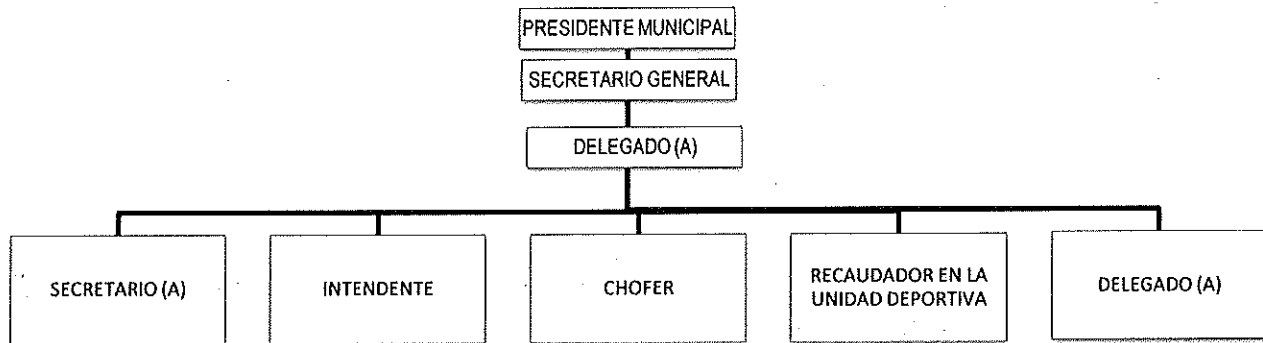 PRESIDENTE MUNICIPAL
SECRETARIO GENERAL
DELEGADO (A)
SECRETARIO (A)
INTENDENTE
CHOFER
RECAUDADOR EN LA
UNIDAD DEPORTIVA
DELEGADO (A)